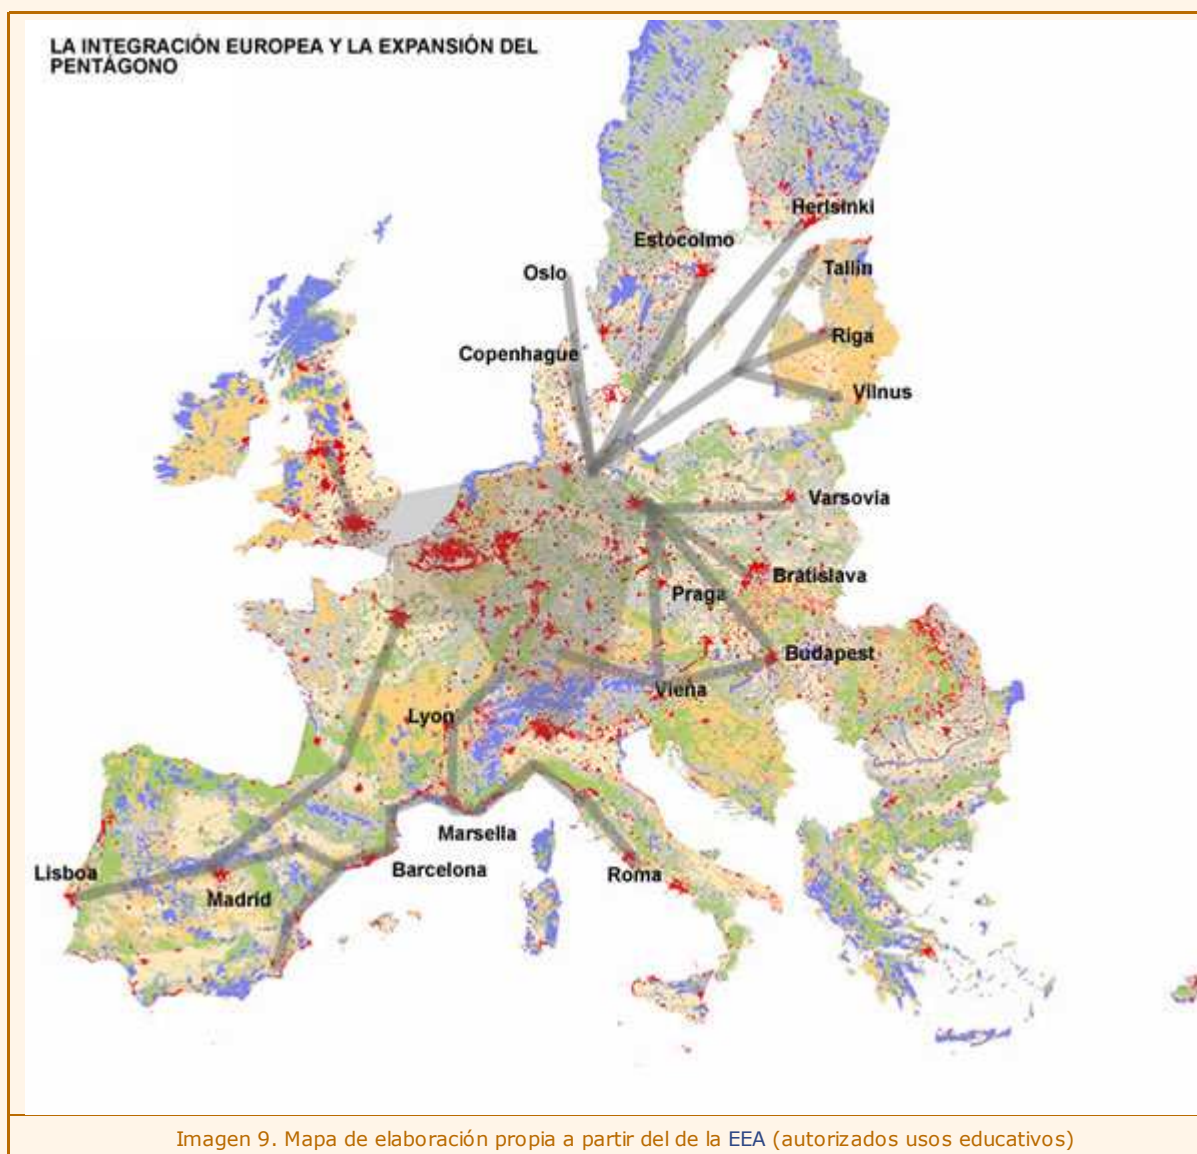 LA INTEGRACIÓN EUROPEA Y LA EXPANSIÓN DEL
PENTÁGONO
Herlsinki
Estocolmo
Oslo
Tallin
Copenhague
Riga
Vilnus
Varsovia
Bratislava
Praga
Budapest
Viena
Lyon
Marsella
Barcelona
Lisboa
Roma
Madrid
Imagen 9. Mapa de elaboración propia a partir del de la EEA (autorizados usos educativos)